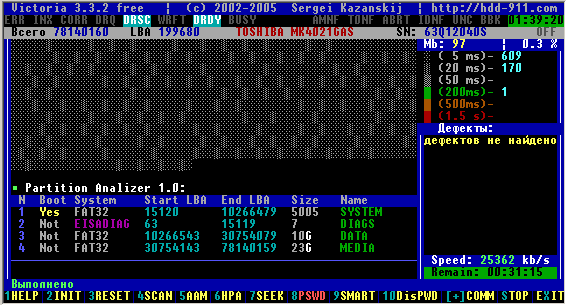 Victoria 3.3.2 free | (c) 2002-2005 Sergei Kazanskij | http://hdd-911.com
ERR INX CORR DRQ DRSC WRFT DRDY BUSY AMNF TONF ABRT IDNF UNC BBK 01:39:20
Всего 78140160 LBA 199680 TOSHIBA MK4021GAS SN: 63Q12040S OFF
Mb: 97 | 0.3 %
( 5 ms)- 609
(20 ms)- 170
(50 ms)-
(200ms)- 1
(500ms)-
(1.5 s)-
Дефекты:
дефектов не найдено
Partition Analizer 1.0:
N Boot System Start LBA End LBA Size Name
1 Yes FAT32 15120 10266479 5005 SYSTEM
2 Not EISADIAG 63 15119 7 DIAGS
3 Not FAT32 10266543 30754079 10G DATA
4 Not FAT32 30754143 78140159 23G MEDIA
Speed: 25362 kb/s
Remain: 00:31:15
Выполнено
1HELP 2INIT 3RESET 4SCAN 5AAM 6HPA 7SEEK 8PSWD 9SMART 10DisPWD [+]COMM STOP EXIT